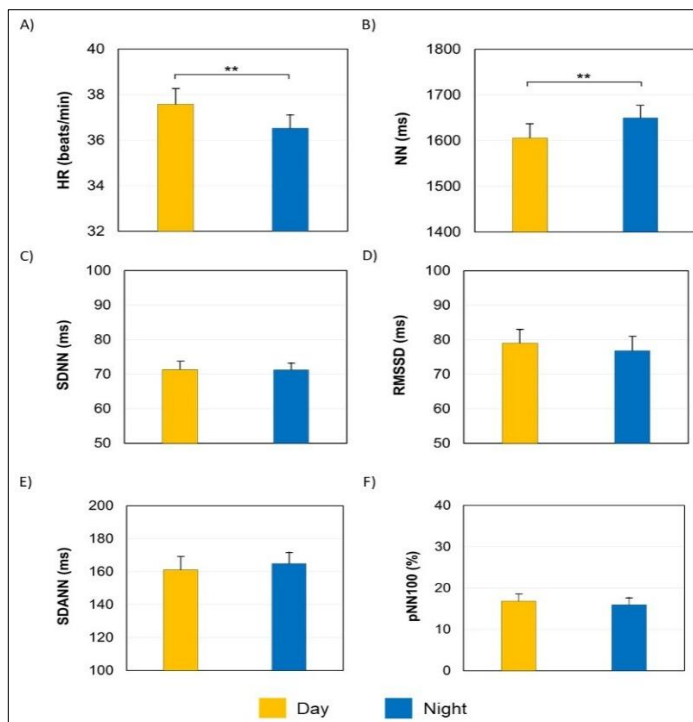 A)
HR (beats/min)
40
38
36
34
32
**
B)
NN (ms)
1800
1700
1600
1500
1400
**
C)
SDNN (ms)
100
90
80
70
60
50
D)
RMSSD (ms)
100
90
80
70
60
50
E)
SDANN (ms)
200
180
160
140
120
100
F)
pNN100 (%)
40
30
20
10
0
Day
Night